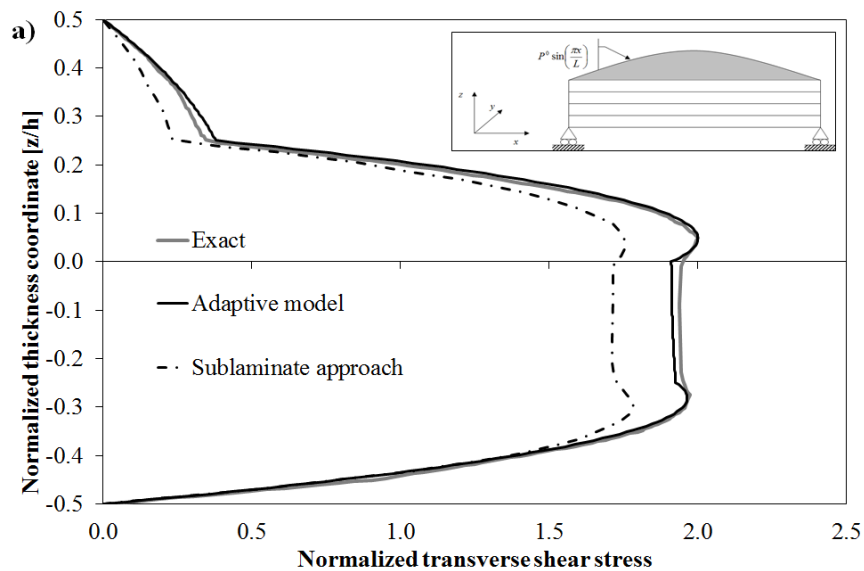 a)
0.5
0.4
0.3
0.2
0.1
0.0
-0.1
-0.2
-0.3
-0.4
-0.5
Normalized thickness coordinate [z/h]
P⁰ sin(πx/L)
z
y
x
Exact
Adaptive model
Sublaminate approach
0.0 0.5 1.0 1.5 2.0 2.5
Normalized transverse shear stress